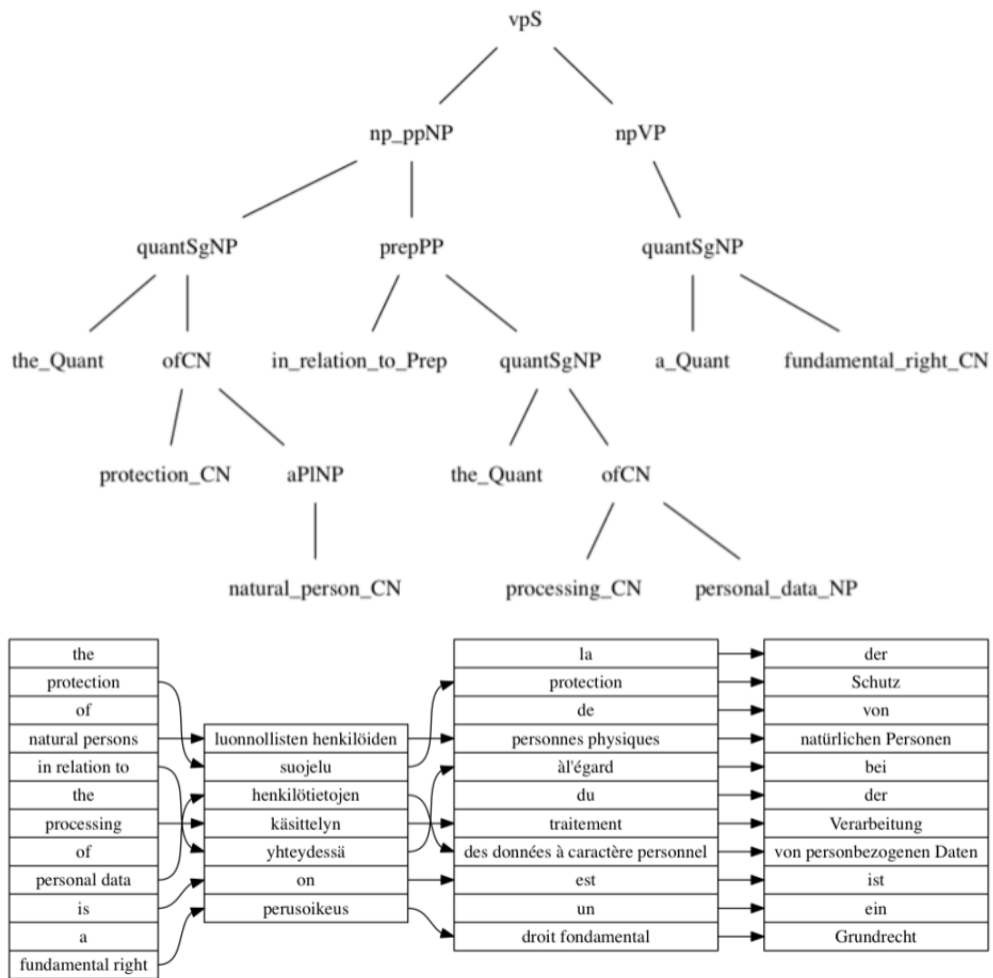 vpS
np_ppNP npVP
quantSgNP prepPP quantSgNP
the_Quant ofCN in_relation_to_Prep quantSgNP a_Quant fundamental_right_CN
protection_CN aPlNP the_Quant ofCN
natural_person_CN processing_CN personal_data_NP
the
protection
of
natural persons
in relation to
the
processing
of
personal data
is
a
fundamental right
luonnollisten henkilöiden
suojelu
henkilötietojen
käsittelyn
yhteydessä
on
perusoikeus
la
protection
de
personnes physiques
àl'égard
du
traitement
des données à caractère personnel
est
un
droit fondamental
der
Schutz
von
natürlichen Personen
bei
der
Verarbeitung
von personbezogenen Daten
ist
ein
Grundrecht